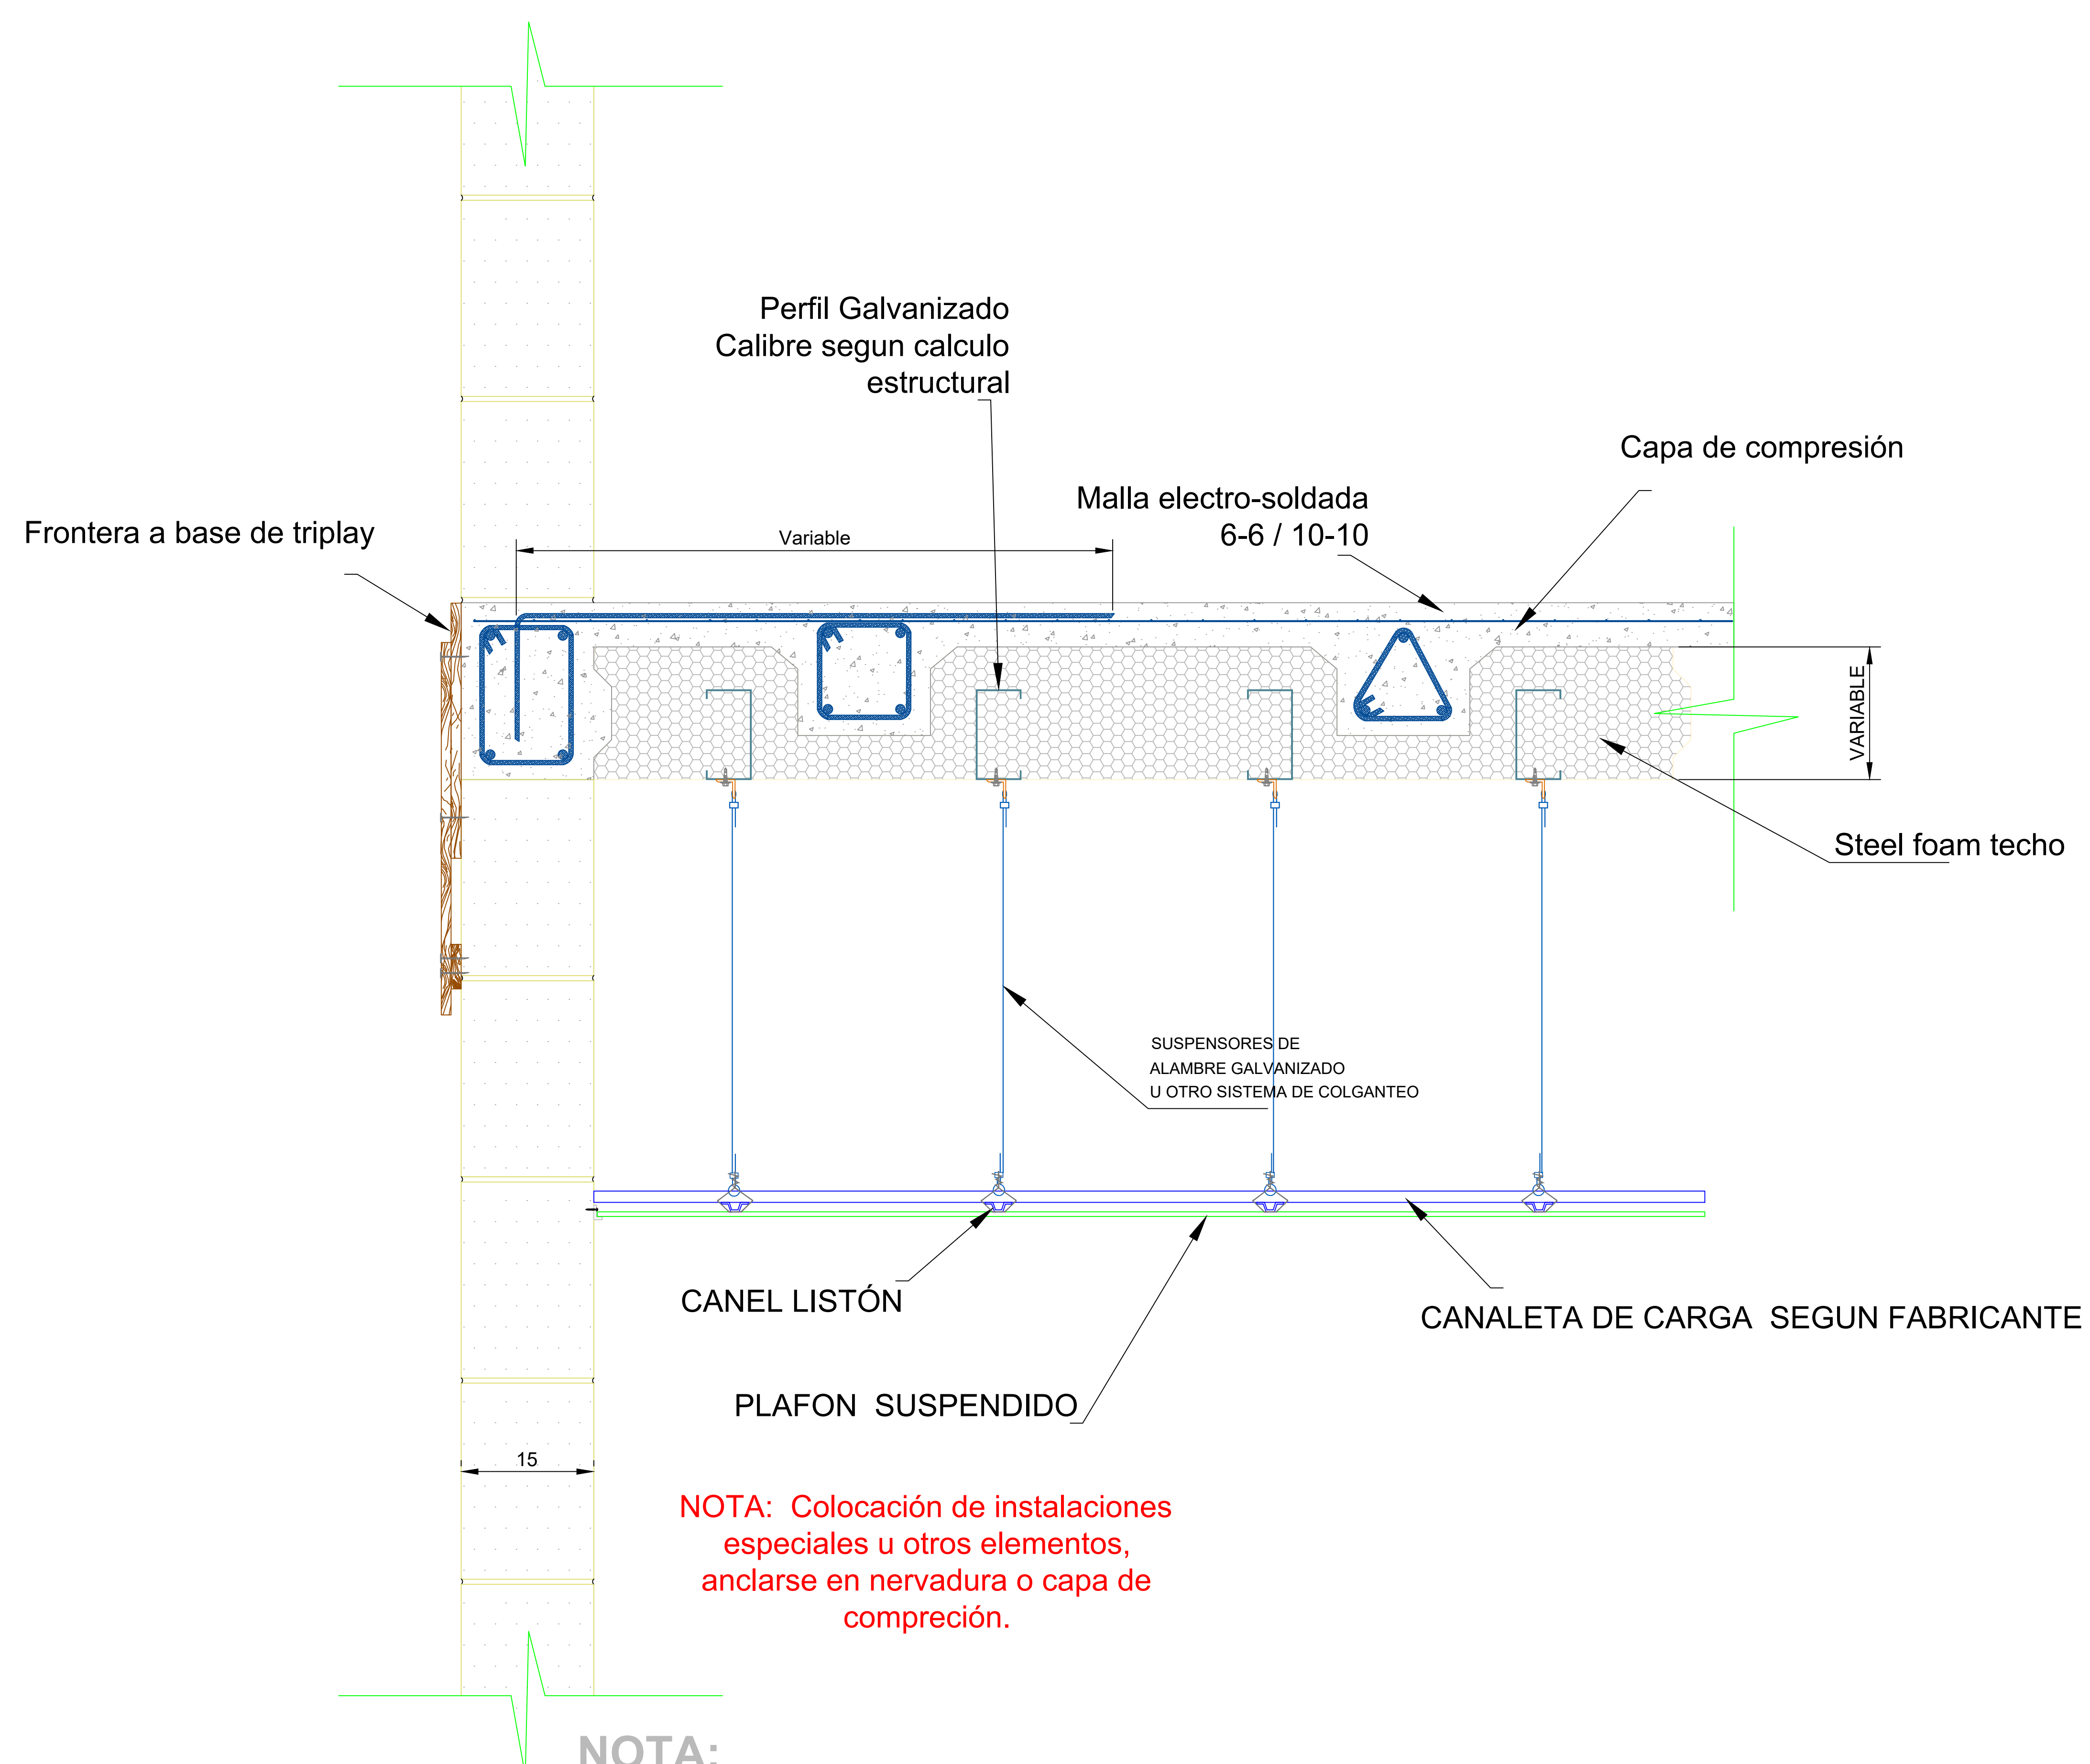 Perfil Galvanizado
Calibre segun calculo
estructural
Capa de compresión
Malla electro-soldada
6-6 / 10-10
Frontera a base de triplay
Variable
VARIABLE
Steel foam techo
SUSPENSORES DE
ALAMBRE GALVANIZADO
U OTRO SISTEMA DE COLGANTEO
CANEL LISTÓN
CANALETA DE CARGA  SEGUN FABRICANTE
PLAFON  SUSPENDIDO
15
NOTA:  Colocación de instalaciones
especiales u otros elementos,
anclarse en nervadura o capa de
compreción.
NOTA: